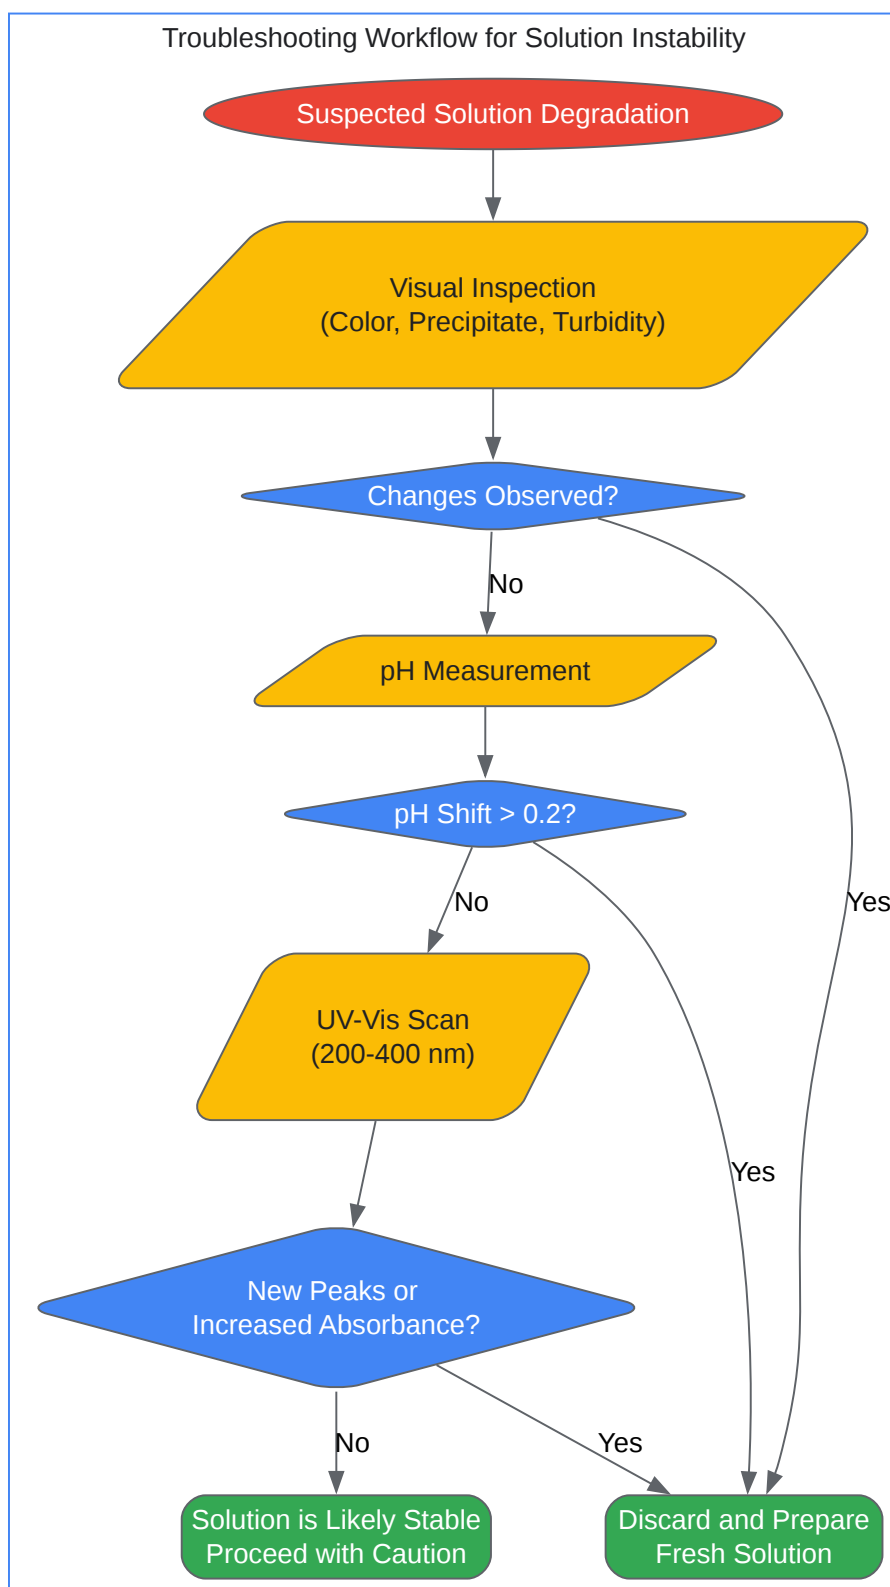 Troubleshooting Workflow for Solution Instability
Suspected Solution Degradation
Visual Inspection
(Color, Precipitate, Turbidity)
Changes Observed?
No
pH Measurement
pH Shift > 0.2?
No
Yes
UV-Vis Scan
(200-400 nm)
Yes
New Peaks or
Increased Absorbance?
No
Yes
Solution is Likely Stable
Proceed with Caution
Discard and Prepare
Fresh Solution